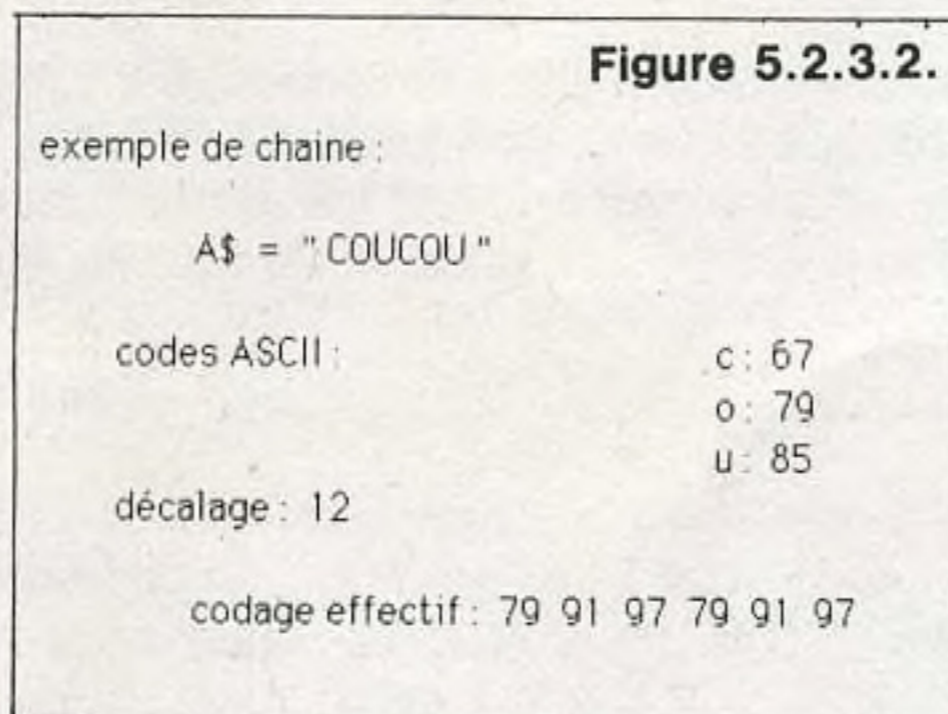 Figure 5.2.3.2.
exemple de chaine :
A$ = "COUCOU"
codes ASCII : c : 67
o : 79
u : 85
décalage : 12
codage effectif : 79 91 97 79 91 97